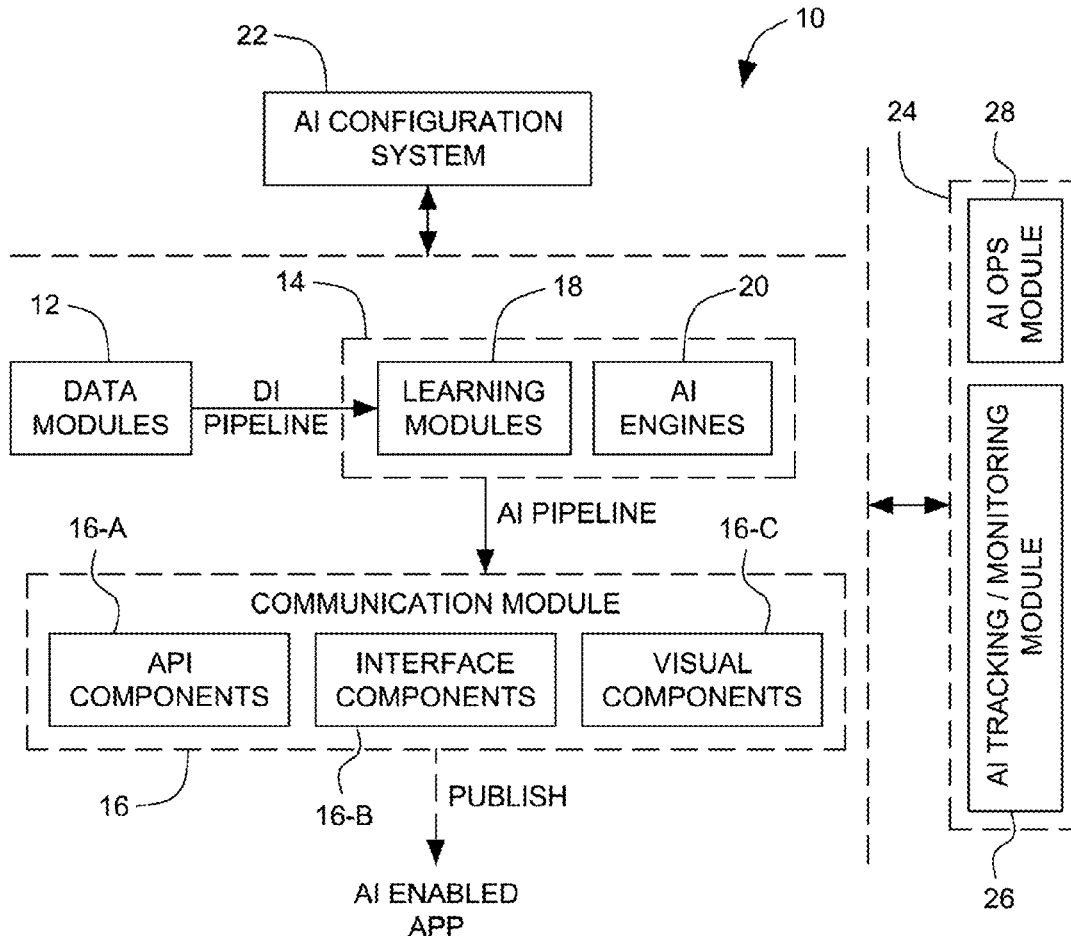 10
22
AI CONFIGURATION
SYSTEM
24
28
AI OPS
MODULE
12
14
18
20
DATA
MODULES
DI
PIPELINE
LEARNING
MODULES
AI
ENGINES
AI PIPELINE
16-A
16-C
COMMUNICATION MODULE
API
COMPONENTS
INTERFACE
COMPONENTS
VISUAL
COMPONENTS
AI TRACKING / MONITORING
MODULE
16
16-B
PUBLISH
26
AI ENABLED
APP